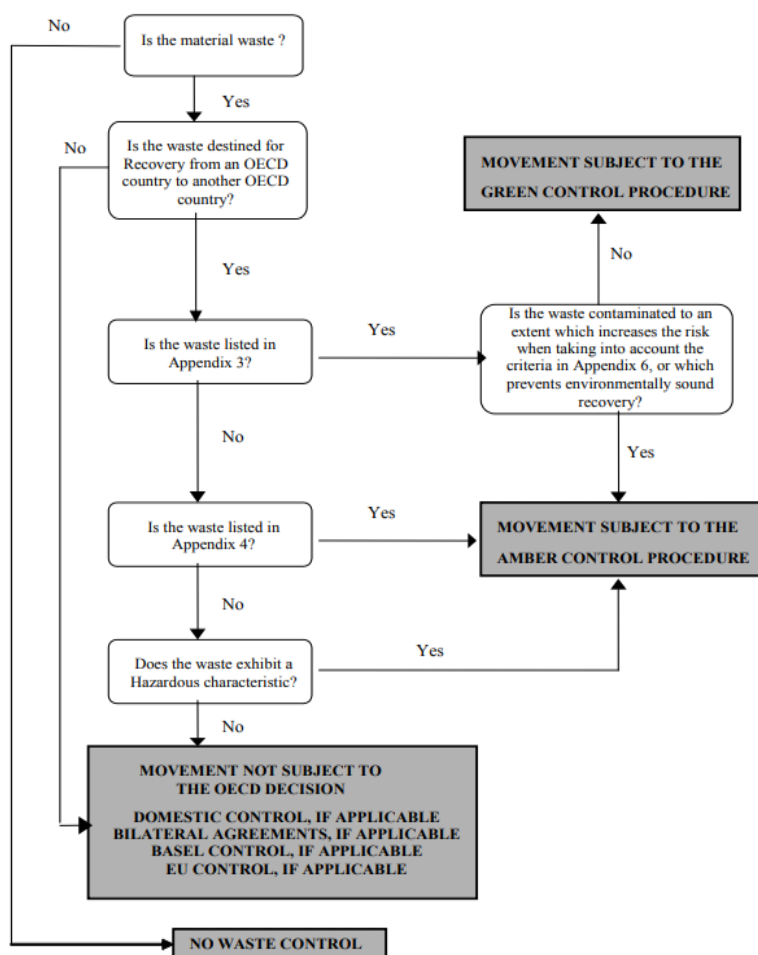 No
Is the material waste ?
Yes
No
Is the waste destined for
Recovery from an OECD
country to another OECD
country?
MOVEMENT SUBJECT TO THE
GREEN CONTROL PROCEDURE
No
Yes
Is the waste listed in
Appendix 3?
Yes
Is the waste contaminated to an
extent which increases the risk
when taking into account the
criteria in Appendix 6, or which
prevents environmentally sound
recovery?
No
Yes
Is the waste listed in
Appendix 4?
Yes
MOVEMENT SUBJECT TO THE
AMBER CONTROL PROCEDURE
No
Does the waste exhibit a
Hazardous characteristic?
Yes
No
MOVEMENT NOT SUBJECT TO
THE OECD DECISION
DOMESTIC CONTROL, IF APPLICABLE
BILATERAL AGREEMENTS, IF APPLICABLE
BASEL CONTROL, IF APPLICABLE
EU CONTROL, IF APPLICABLE
NO WASTE CONTROL